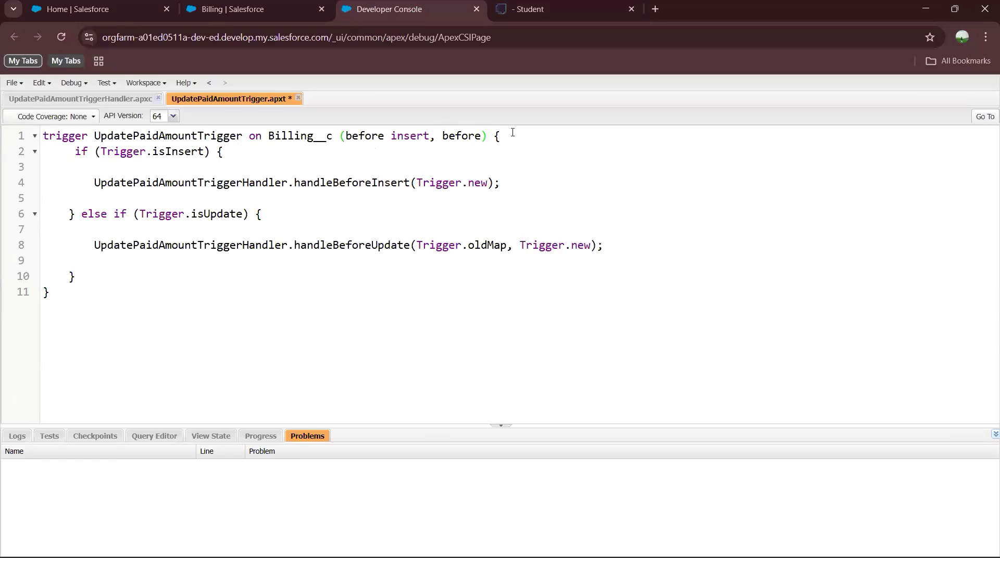 Home | Salesforce
Billing | Salesforce
Developer Console
- Student
orgfarm-a01ed0511a-dev-ed.develop.my.salesforce.com/_ui/common/apex/debug/ApexCSIPage
My Tabs
My Tabs
All Bookmarks
File
Edit
Debug
Test
Workspace
Help
<
>
UpdatePaidAmountTriggerHandler.apxc
UpdatePaidAmountTrigger.apxt *
Code Coverage: None
API Version:
64
Go To
1 trigger UpdatePaidAmountTrigger on Billing__c (before insert, before) {
2 if (Trigger.isInsert) {
3
4 UpdatePaidAmountTriggerHandler.handleBeforeInsert(Trigger.new);
5
6 } else if (Trigger.isUpdate) {
7
8 UpdatePaidAmountTriggerHandler.handleBeforeUpdate(Trigger.oldMap, Trigger.new);
9
10 }
11 }
Logs
Tests
Checkpoints
Query Editor
View State
Progress
Problems
Name
Line
Problem